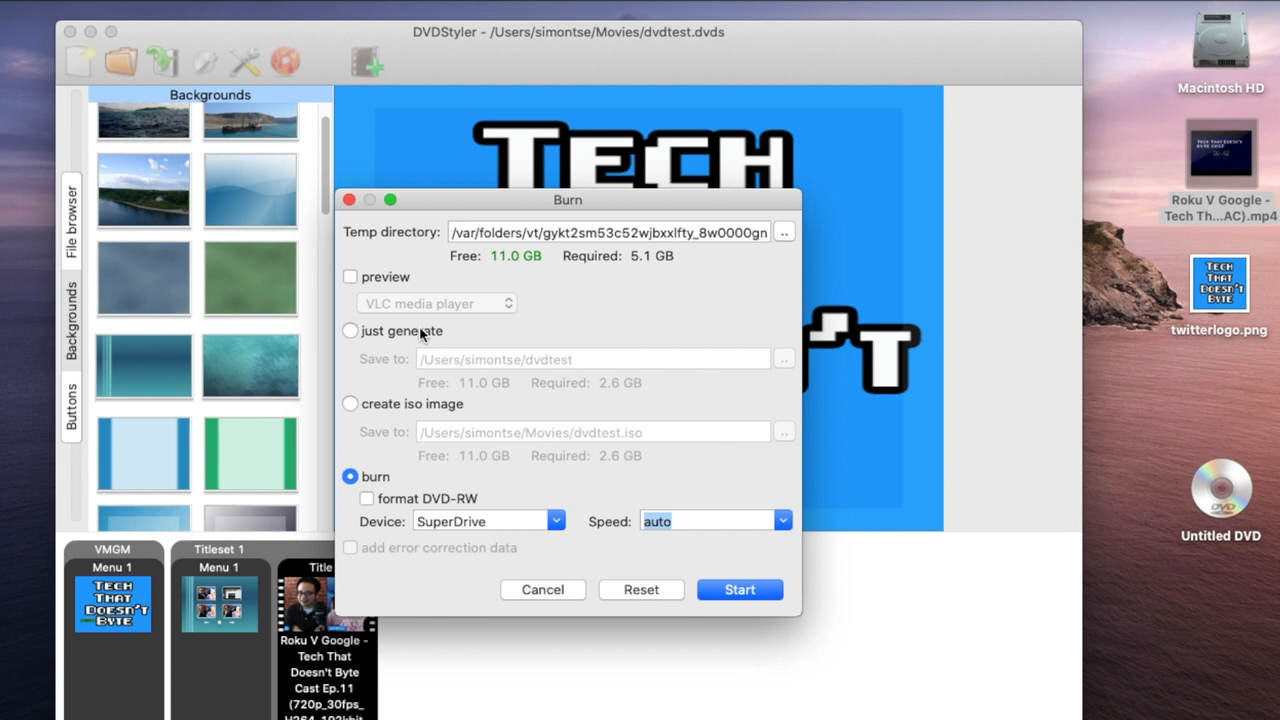 DVDStyler - /Users/simontse/Movies/dvdtest.dvds
Backgrounds
File browser
Backgrounds
Buttons
TECH
'T
Burn
Temp directory: /var/folders/vt/gykt2sm53c52wjbxxlfty_8w0000gn ..
Free: 11.0 GB Required: 5.1 GB
preview
VLC media player
just generate
Save to: /Users/simontse/dvdtest ..
Free: 11.0 GB Required: 2.6 GB
create iso image
Save to: /Users/simontse/Movies/dvdtest.iso ..
Free: 11.0 GB Required: 2.6 GB
burn
format DVD-RW
Device: SuperDrive Speed: auto
add error correction data
Cancel Reset Start
VMGM
Menu 1
TECH
THAT
DOESN'T
BYTE
Titleset 1
Menu 1
Title
Roku V Google -
Tech That
Doesn't Byte
Cast Ep.11
(720p_30fps_
H264_192kbit
Macintosh HD
Roku V Google -
Tech Th...AC).mp4
TECH
THAT
DOESN'T
BYTE
twitterlogo.png
DVD
Untitled DVD